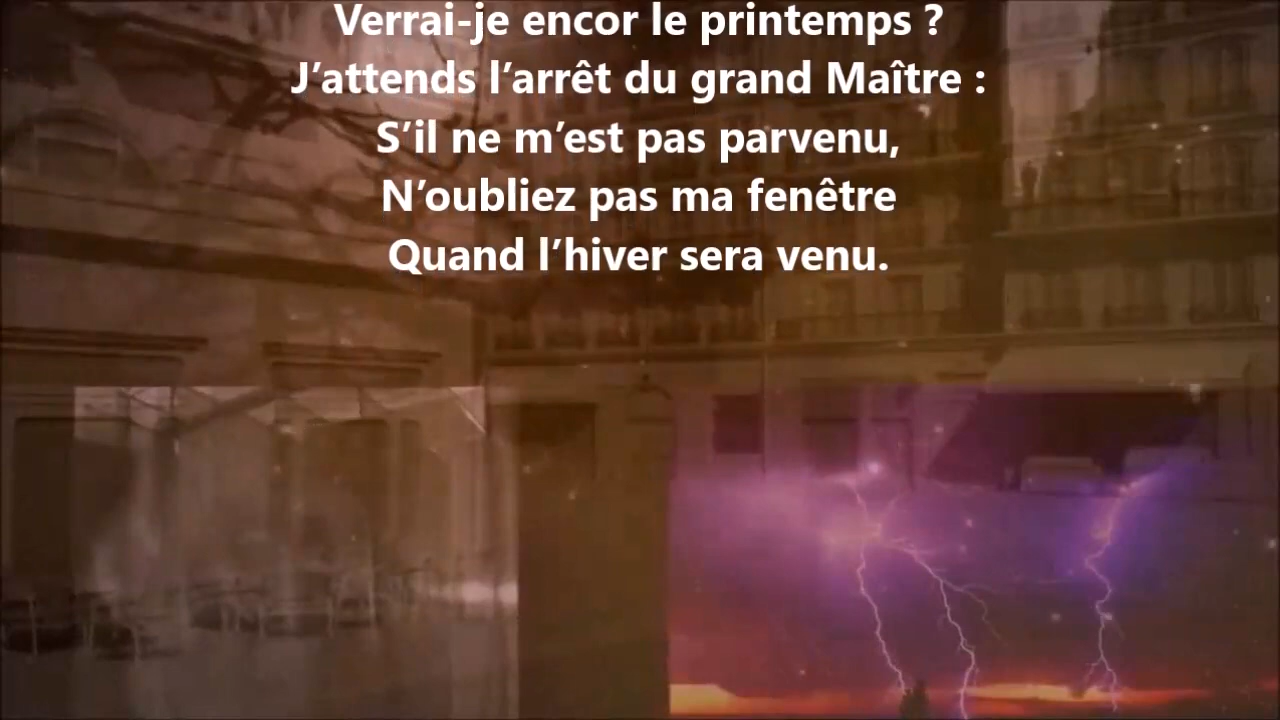 Verrai-je encor le printemps ?
J’attends l’arrêt du grand Maître :
S’il ne m’est pas parvenu,
N’oubliez pas ma fenêtre
Quand l’hiver sera venu.